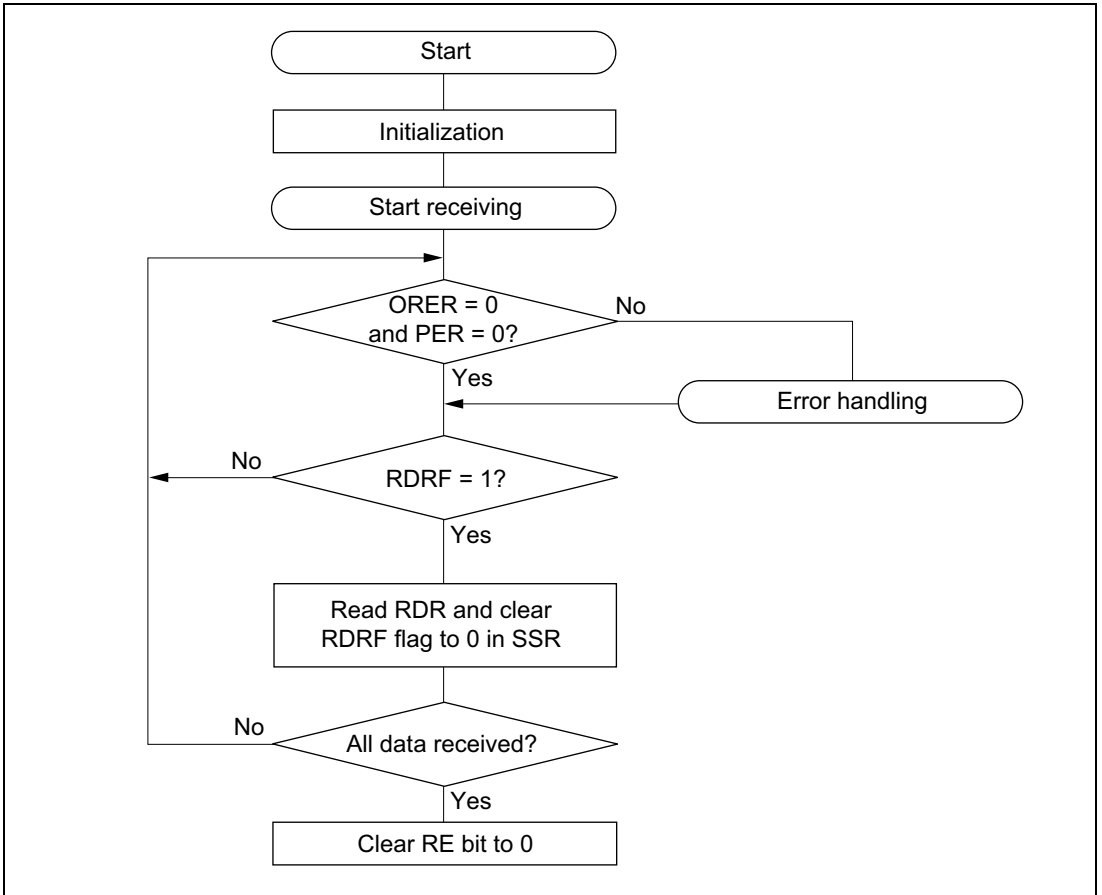 Start
Initialization
Start receiving
ORER = 0
and PER = 0?
No
Yes
Error handling
No
RDRF = 1?
Yes
Read RDR and clear
RDRF flag to 0 in SSR
No
All data received?
Yes
Clear RE bit to 0